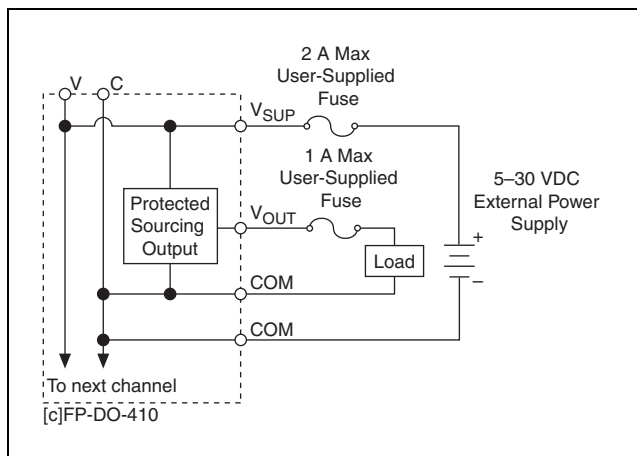 2 A Max
User-Supplied
Fuse
V
C
VSUP
1 A Max
User-Supplied
Fuse
5–30 VDC
External Power
Supply
Protected
Sourcing
Output
VOUT
+
Load
–
COM
COM
To next channel
[c]FP-DO-410